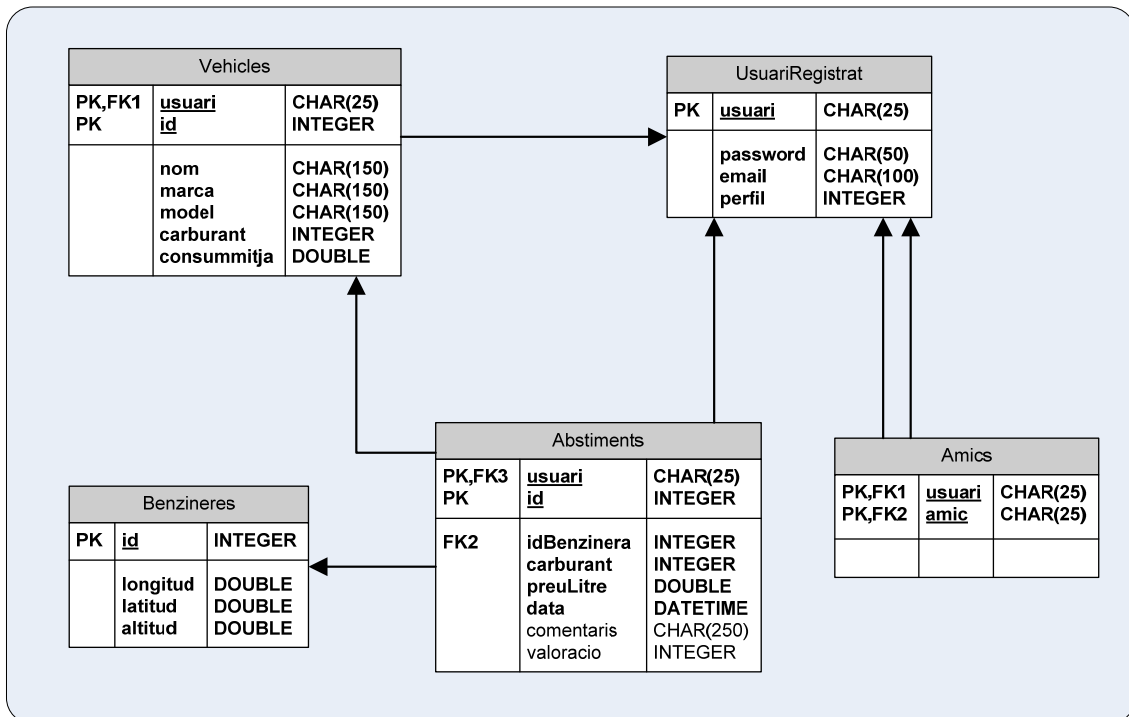 Vehicles
PK,FK1 usuari CHAR(25)
PK id INTEGER
nom CHAR(150)
marca CHAR(150)
model CHAR(150)
carburant INTEGER
consummitja DOUBLE
UsuariRegistrat
PK usuari CHAR(25)
password CHAR(50)
email CHAR(100)
perfil INTEGER
Abstiments
PK,FK3 usuari CHAR(25)
PK id INTEGER
FK2 idBenzinera INTEGER
carburant INTEGER
preuLitre DOUBLE
data DATETIME
comentaris CHAR(250)
valoracio INTEGER
Amics
PK,FK1 usuari CHAR(25)
PK,FK2 amic CHAR(25)
Benzineres
PK id INTEGER
longitud DOUBLE
latitud DOUBLE
altitud DOUBLE